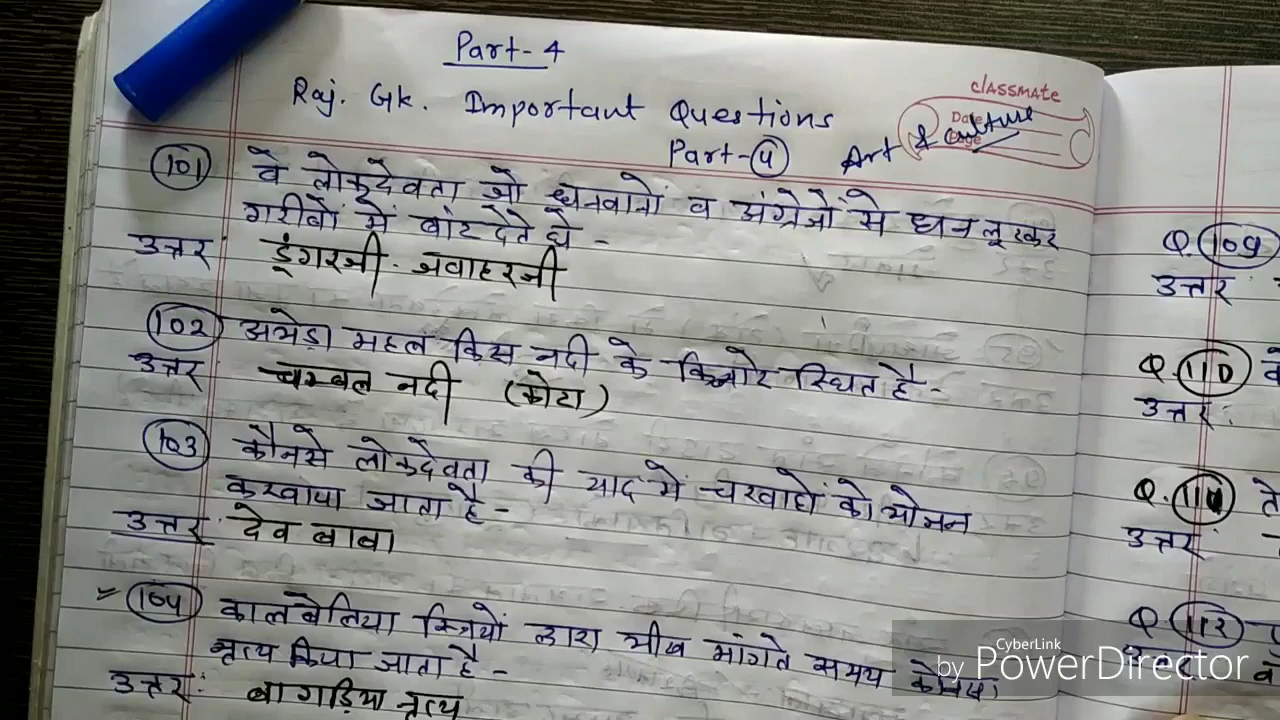 Part-4
Raj. Gk. Important Questions
Part-4
Art & culture
classmate
Date
Page
101 वे लोकदेवता जो धनवानों व अंग्रेजों से धन लूटकर
गरीबों में बांट देते थे -
उत्तर डूंगरजी - जवाहरजी
102 अभेड़ा महल किस नदी के किनारे स्थित है -
उत्तर चम्बल नदी (कोटा)
103 कौनसे लोकदेवता की याद में चरवाहों को भोजन
करवाया जाता है -
उत्तर: देव बाबा
104 कालबेलिया स्त्रियों द्वारा भीख मांगते समय कौनसा
नृत्य किया जाता है -
उत्तर: बागड़िया नृत्य
Q. 109
उत्तर
Q. 110
उत्तर:
Q. 111
उत्तर
Q. 112
CyberLink
by PowerDirector